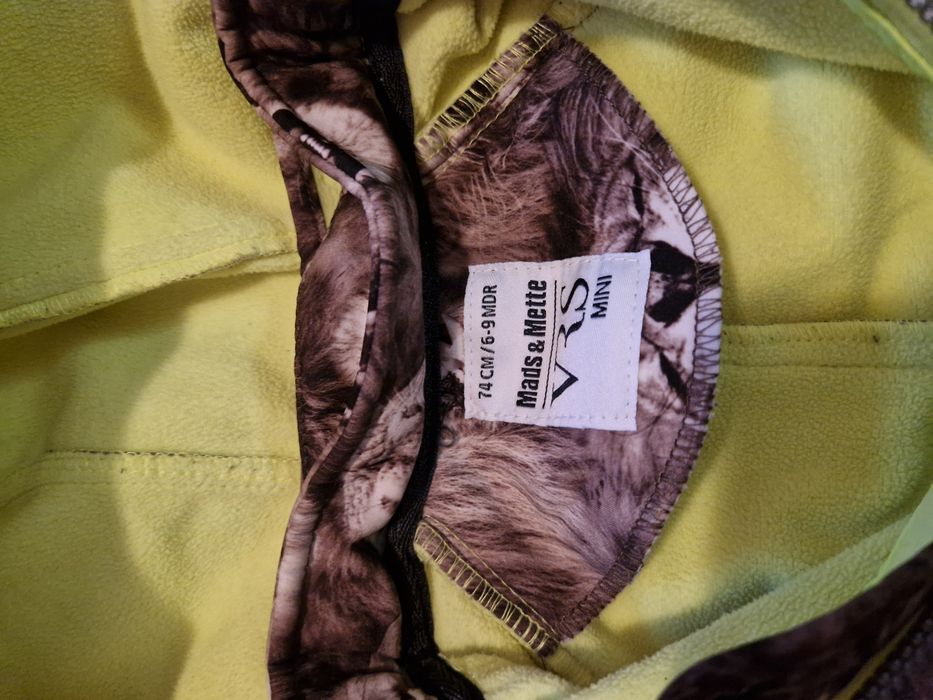 74 CM/6-9 MDR
Mads & Mette
VRS
MINI